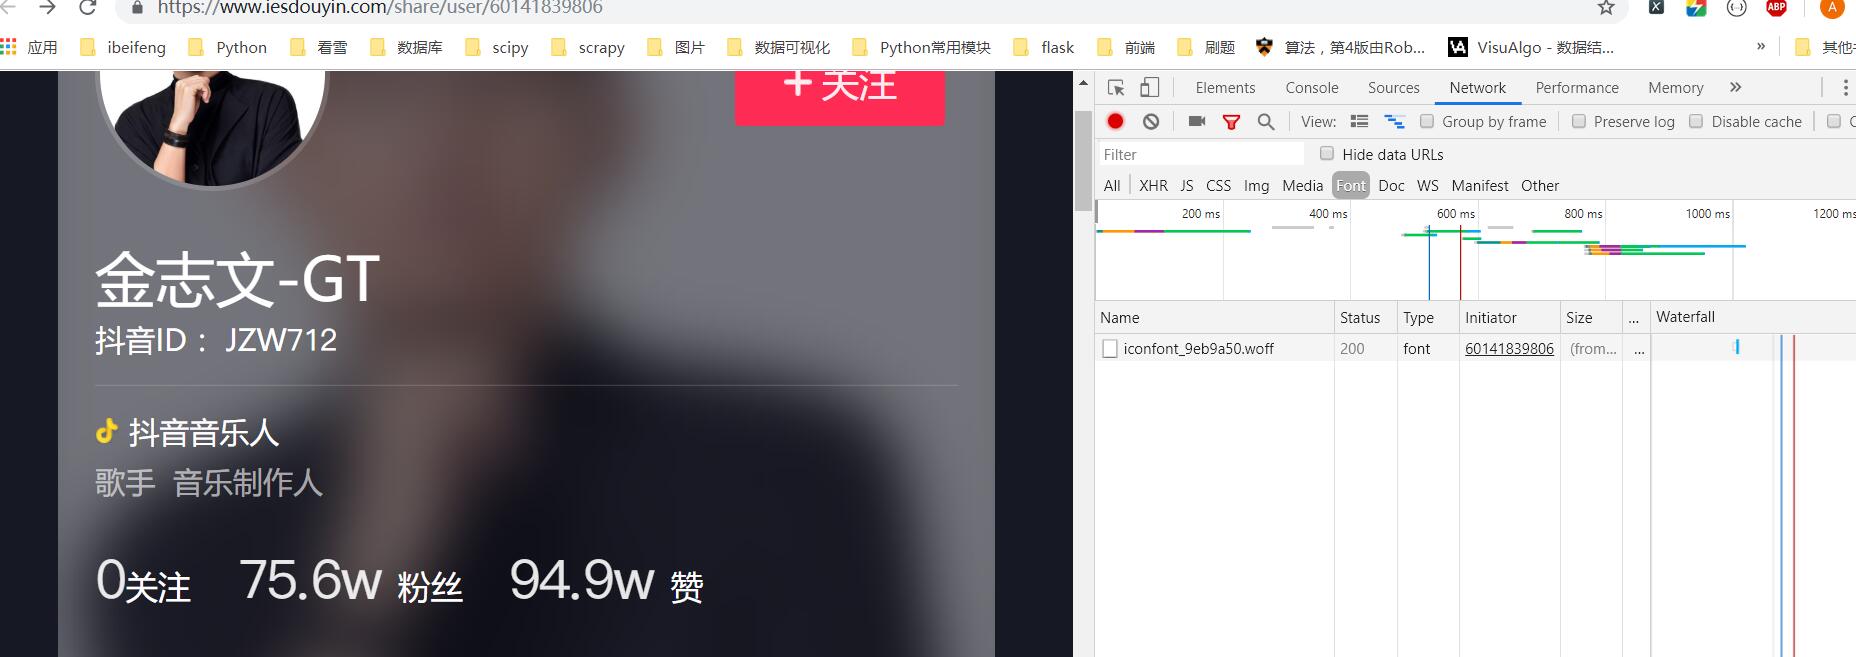 https://www.iesdouyin.com/share/user/60141839806
ABP
A
应用 ibeifeng Python 看雪 数据库 scipy scrapy 图片 数据可视化 Python常用模块 flask 前端 刷题 算法，第4版由Rob... VisuAlgo - 数据结... » 其他
+ 关注
金志文-GT
抖音ID： JZW712
抖音音乐人
歌手 音乐制作人
0关注 75.6w 粉丝 94.9w 赞
Elements Console Sources Network Performance Memory »
View: Group by frame Preserve log Disable cache
Filter Hide data URLs
All XHR JS CSS Img Media Font Doc WS Manifest Other
200 ms 400 ms 600 ms 800 ms 1000 ms 1200 ms
Name Status Type Initiator Size ... Waterfall
iconfont_9eb9a50.woff 200 font 60141839806 (from... ...